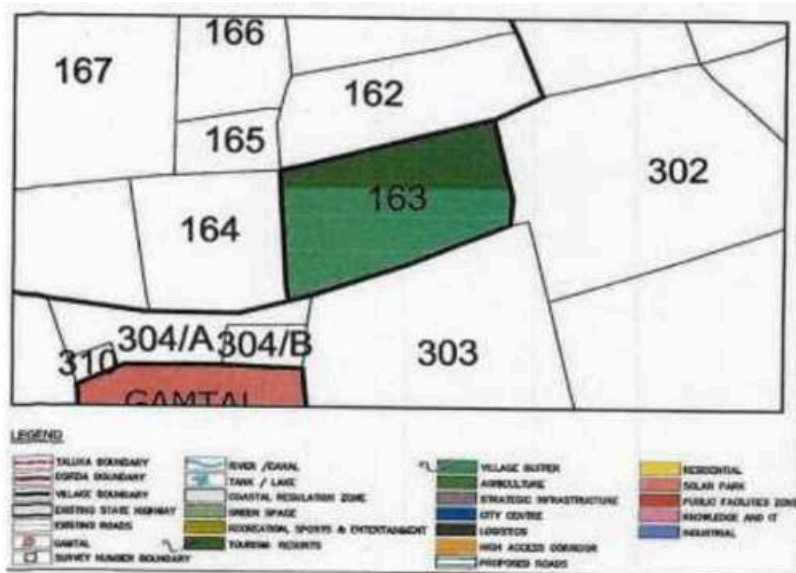 166
167
162
165
302
163
164
304/A
304/B
303
310
GAMTAL
LEGEND
TALUKA BOUNDARY
DSIRDA BOUNDARY
VILLAGE BOUNDARY
EXISTING STATE HIGHWAY
EXISTING ROADS
GAMTAL
SURVEY NUMBER BOUNDARY
RIVER /CANAL
TANK / LAKE
COASTAL REGULATION ZONE
GREEN SPACE
RECREATION, SPORTS & ENTERTAINMENT
TOURISM RESORTS
VILLAGE BUFFER
AGRICULTURE
STRATEGIC INFRASTRUCTURE
CITY CENTRE
LOGISTICS
HIGH ACCESS CORRIDOR
PROPOSED ROADS
RESIDENTIAL
SOLAR PARK
PUBLIC FACILITIES ZONE
KNOWLEDGE AND IT
INDUSTRIAL